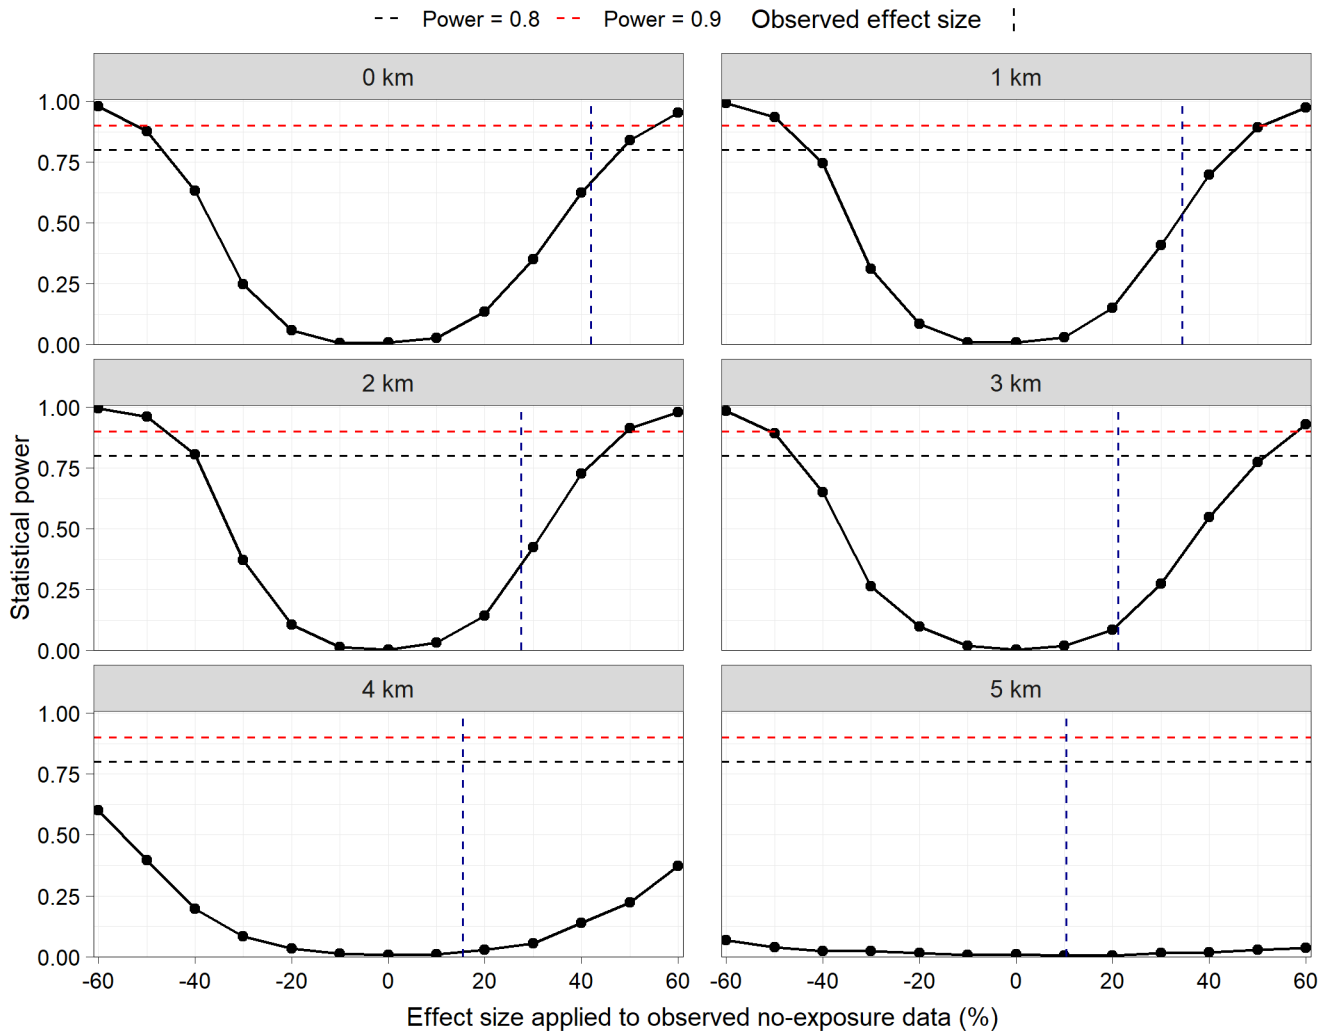 Power = 0.8 Power = 0.9 Observed effect size
0 km 1 km
1.00
0.75
0.50
0.25
0.00
2 km 3 km
1.00
0.75
0.50
0.25
0.00
Statistical power
4 km 5 km
1.00
0.75
0.50
0.25
0.00
-60 -40 -20 0 20 40 60 -60 -40 -20 0 20 40 60
Effect size applied to observed no-exposure data (%)